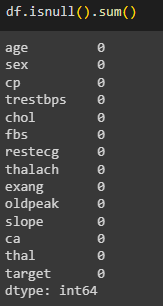 df.isnull().sum()
age 0
sex 0
cp 0
trestbps 0
chol 0
fbs 0
restecg 0
thalach 0
exang 0
oldpeak 0
slope 0
ca 0
thal 0
target 0
dtype: int64